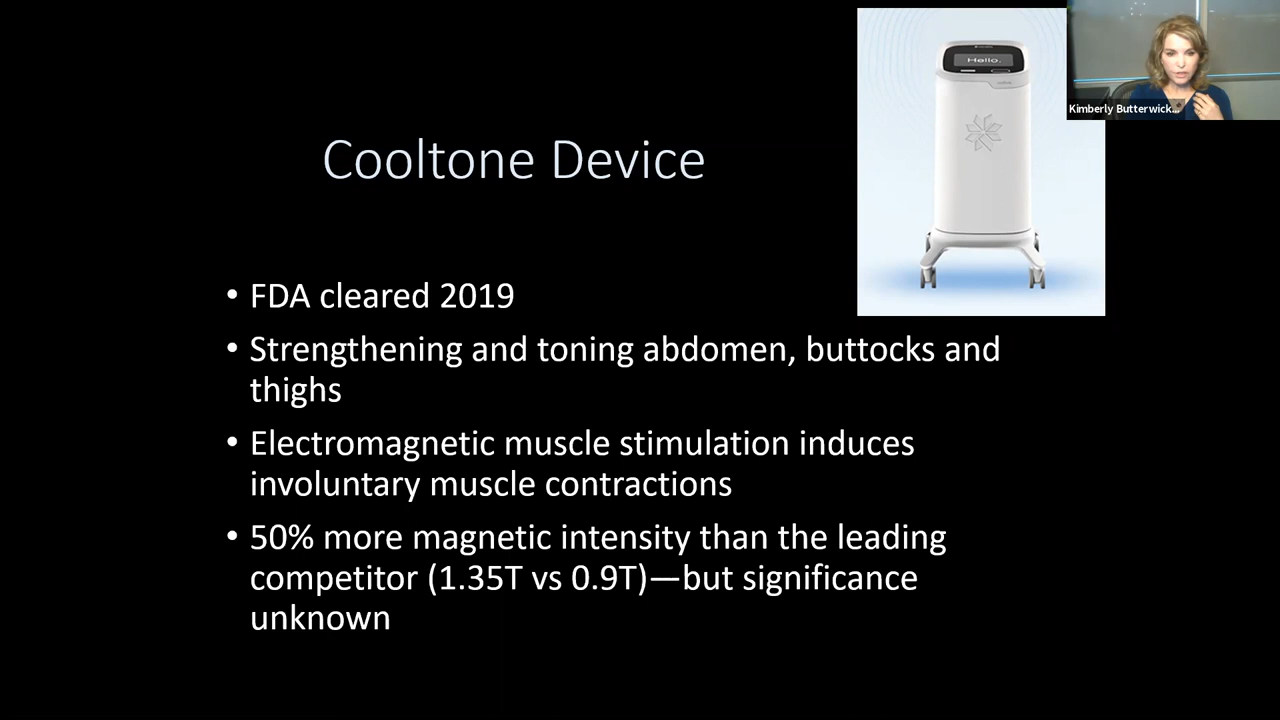 Hello.
Kimberly Butterwick...
Cooltone Device
• FDA cleared 2019
• Strengthening and toning abdomen, buttocks and
thighs
• Electromagnetic muscle stimulation induces
involuntary muscle contractions
• 50% more magnetic intensity than the leading
competitor (1.35T vs 0.9T)—but significance
unknown